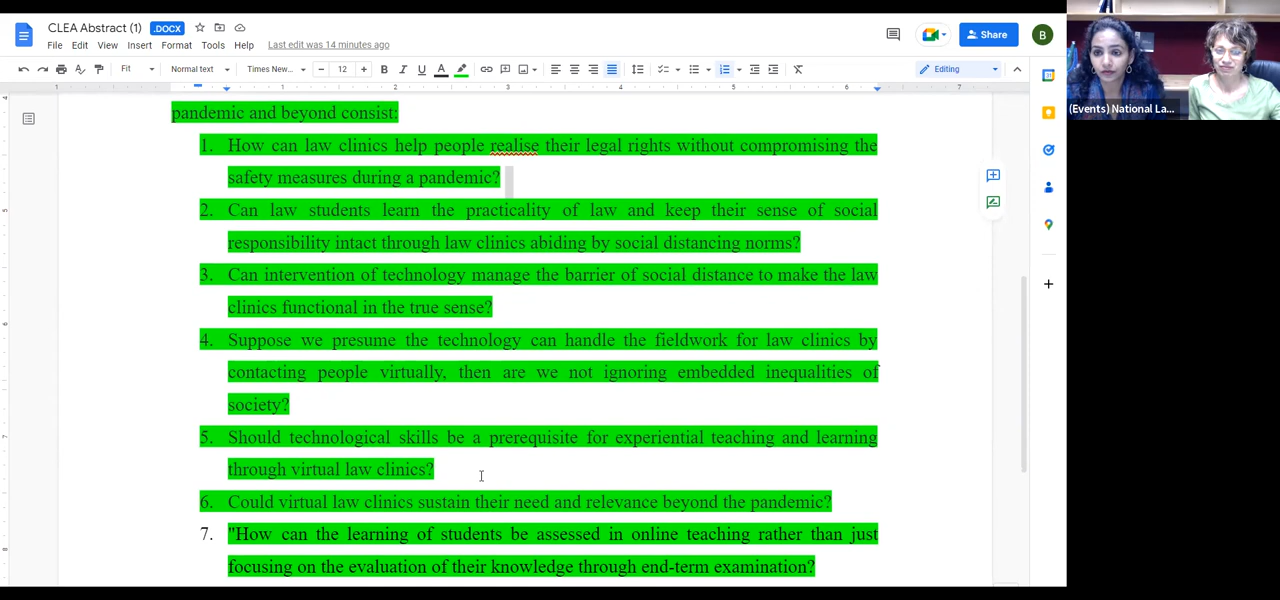 CLEA Abstract (1) .DOCX
File Edit View Insert Format Tools Help Last edit was 14 minutes ago
Share
B
Fit Normal text Times New... 12 B I U A Editing
1 1 2 3 4 5 6 7
(Events) National La...
pandemic and beyond consist:
1. How can law clinics help people realise their legal rights without compromising the
safety measures during a pandemic?
2. Can law students learn the practicality of law and keep their sense of social
responsibility intact through law clinics abiding by social distancing norms?
3. Can intervention of technology manage the barrier of social distance to make the law
clinics functional in the true sense?
4. Suppose we presume the technology can handle the fieldwork for law clinics by
contacting people virtually, then are we not ignoring embedded inequalities of
society?
5. Should technological skills be a prerequisite for experiential teaching and learning
through virtual law clinics?
6. Could virtual law clinics sustain their need and relevance beyond the pandemic?
7. "How can the learning of students be assessed in online teaching rather than just
focusing on the evaluation of their knowledge through end-term examination?